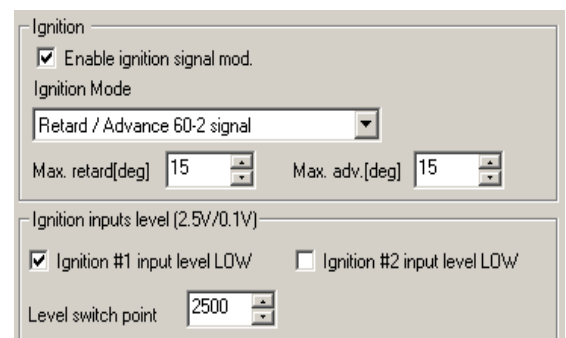 Ignition
Enable ignition signal mod.
Ignition Mode
Retard / Advance 60-2 signal
Max. retard[deg] 15 Max. adv.[deg] 15
Ignition inputs level (2.5V/0.1V)
Ignition #1 input level LOW Ignition #2 input level LOW
Level switch point 2500